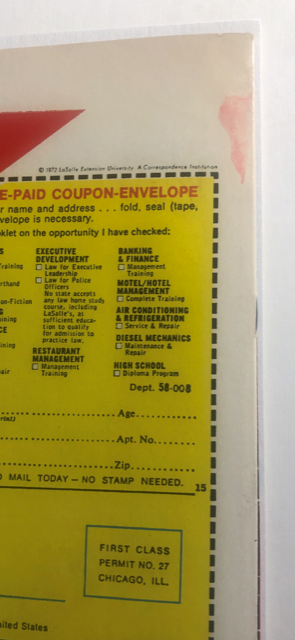 © 1972 LaSalle Extension University A Correspondence Institution
E-PAID COUPON-ENVELOPE
r name and address . . . fold, seal (tape,
velope is necessary.
klet on the opportunity I have checked:
S
Training
rthand
on-Fiction
G
ining
CE
ining
air
EXECUTIVE
DEVELOPMENT
Law for Executive
Leadership
Law for Police
Officers
No state accepts
any law home study
course, including
LaSalle's, as
sufficient educa-
tion to qualify
for admission to
practice law.
RESTAURANT
MANAGEMENT
Management
Training
BANKING
& FINANCE
Management
Training
MOTEL/HOTEL
MANAGEMENT
Complete Training
AIR CONDITIONING
& REFRIGERATION
Service & Repair
DIESEL MECHANICS
Maintenance &
Repair
HIGH SCHOOL
Diploma Program
Dept. 58-008
Age
print)
Apt. No.
Zip
D MAIL TODAY — NO STAMP NEEDED.
15
FIRST CLASS
PERMIT NO. 27
CHICAGO, ILL.
nited States